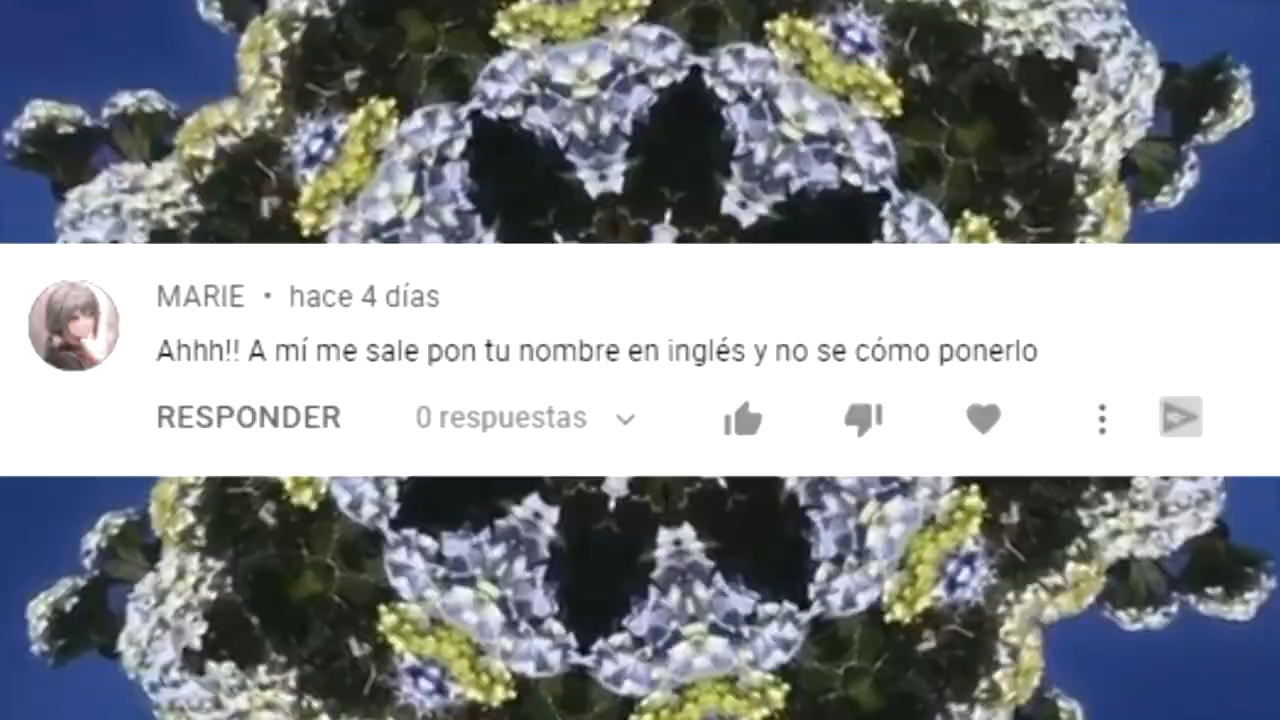 MARIE • hace 4 días
Ahhh!! A mí me sale pon tu nombre en inglés y no se cómo ponerlo
RESPONDER 0 respuestas